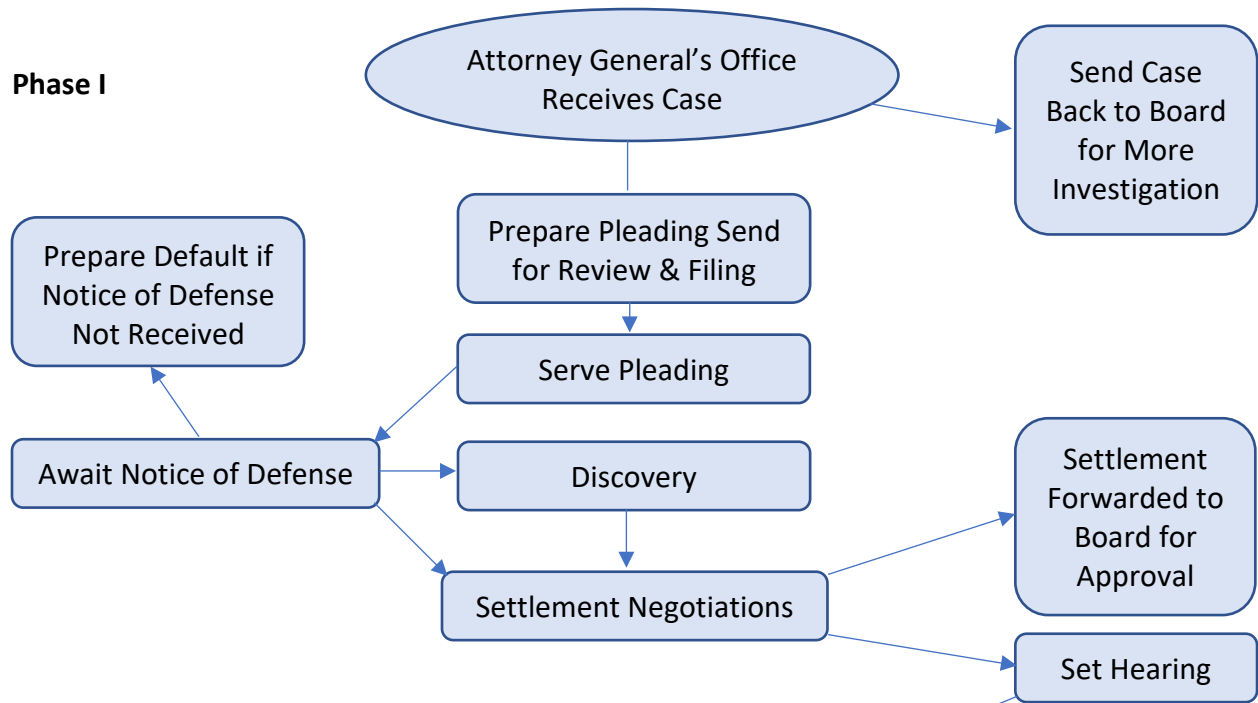 Phase I
Attorney General’s Office
Receives Case
Send Case
Back to Board
for More
Investigation
Prepare Pleading Send
for Review & Filing
Prepare Default if
Notice of Defense
Not Received
Serve Pleading
Await Notice of Defense
Discovery
Settlement
Forwarded to
Board for
Approval
Settlement Negotiations
Set Hearing